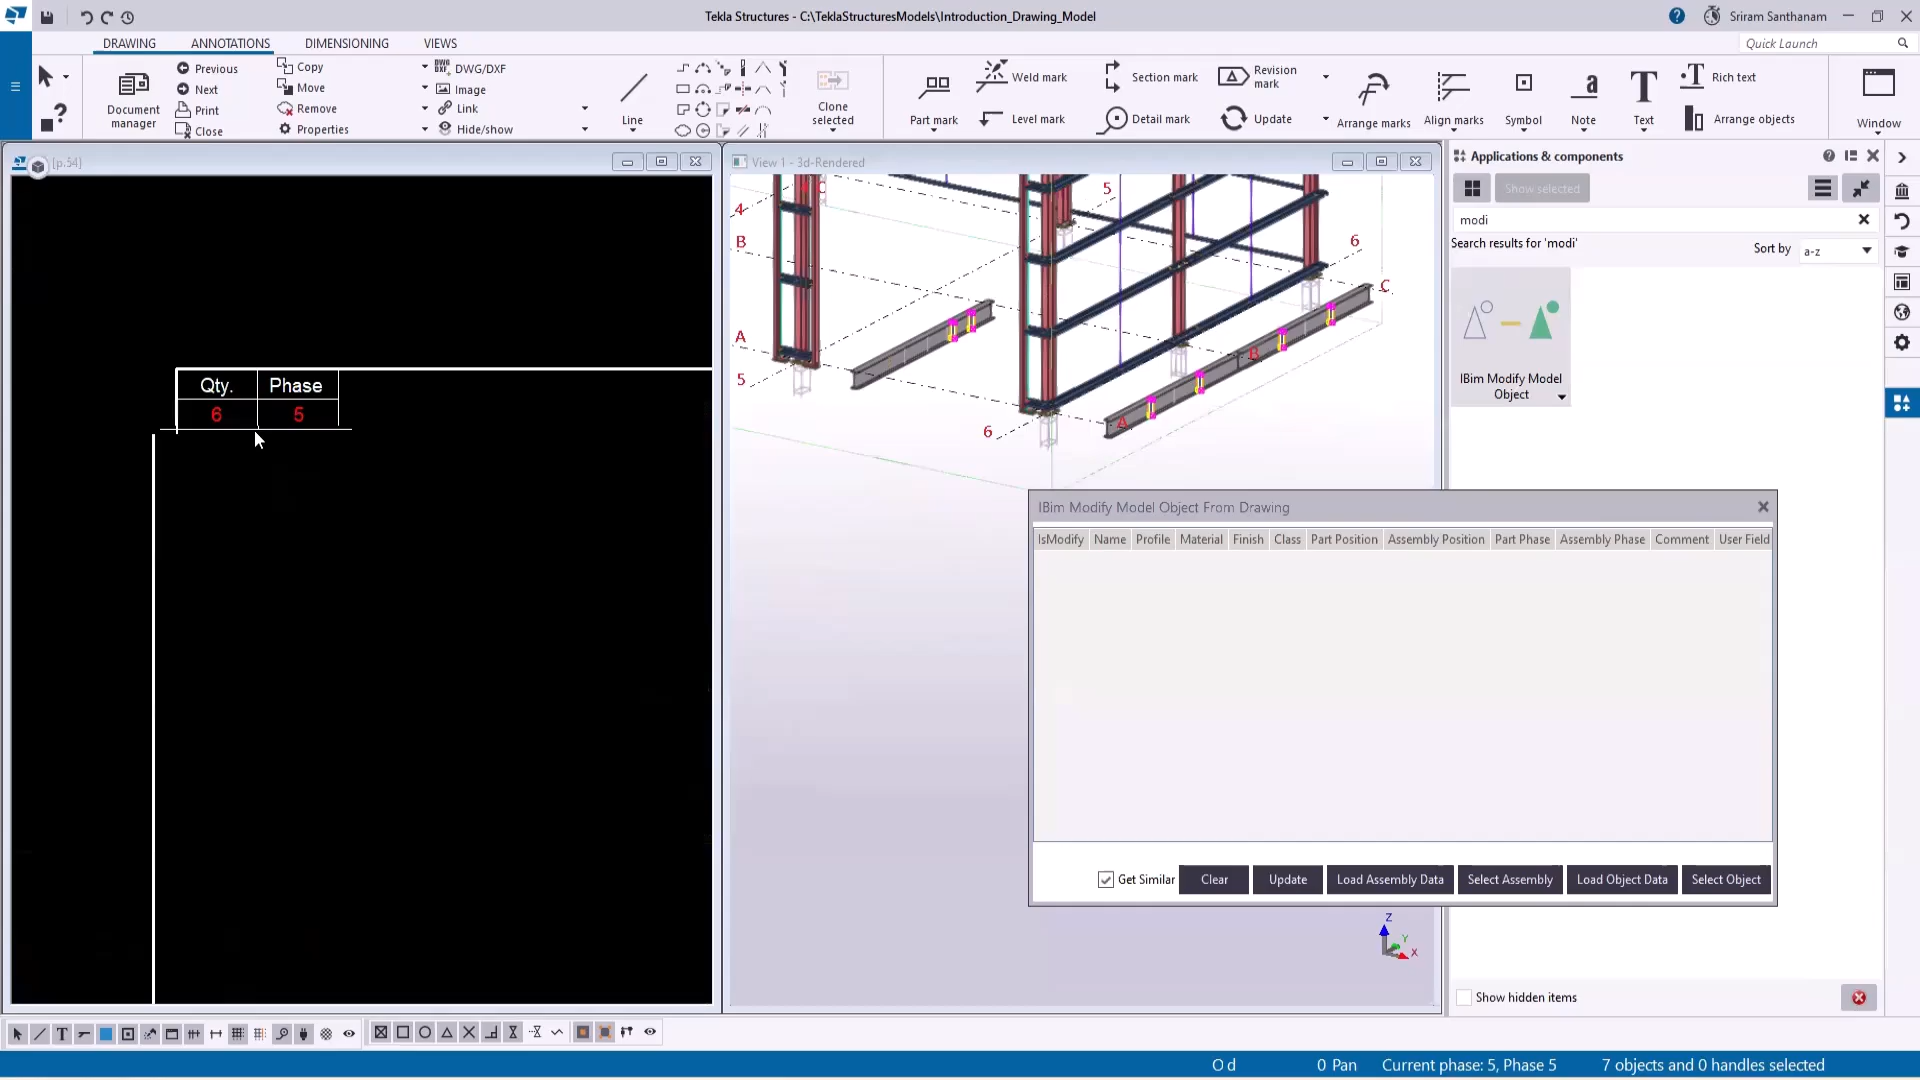 Tekla Structures - C:\TeklaStructuresModels\Introduction_Drawing_Model
Sriram Santhanam
DRAWING ANNOTATIONS DIMENSIONING VIEWS
Quick Launch
Document manager
Previous
Next
Print
Close
Copy
Move
Remove
Properties
DWG/DXF
Image
Link
Hide/show
Line
Clone selected
Part mark
Weld mark
Level mark
Section mark
Detail mark
Revision mark
Update
Arrange marks
Align marks
Symbol
Note
Text
Rich text
Arrange objects
Window
[p.54]
Qty. Phase
6 5
View 1 - 3d-Rendered
4
C
5
B
6
C
A
B
5
A
6
Z
Y
X
Applications & components
Show selected
modi
Search results for 'modi'
Sort by a-z
IBim Modify Model Object
IBim Modify Model Object From Drawing
IsModify Name Profile Material Finish Class Part Position Assembly Position Part Phase Assembly Phase Comment User Field
Get Similar Clear Update Load Assembly Data Select Assembly Load Object Data Select Object
Show hidden items
O d 0 Pan Current phase: 5, Phase 5 7 objects and 0 handles selected